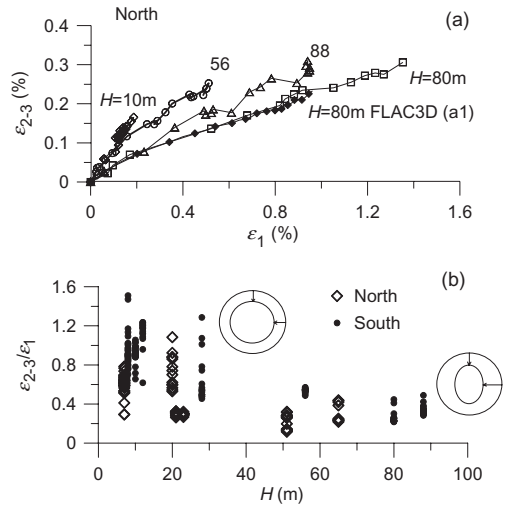 North
(a)
0.4
0.3
0.2
0.1
0
ε2-3 (%)
56
88
H=10m
H=80m
H=80m FLAC3D (a1)
0 0.4 0.8 1.2 1.6
ε1 (%)
(b)
1.6
1.2
0.8
0.4
0
ε2-3/ε1
North
South
0 20 40 60 80 100
H (m)